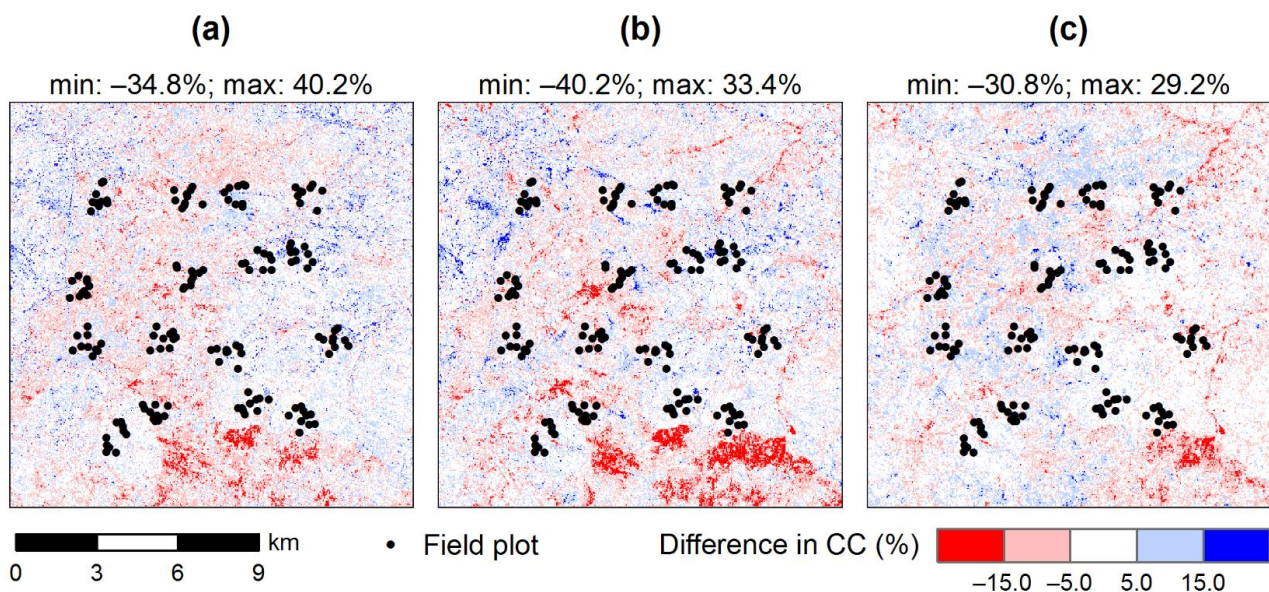 (a) (b) (c)
min: –34.8%; max: 40.2% min: –40.2%; max: 33.4% min: –30.8%; max: 29.2%
km Field plot Difference in CC (%)
0 3 6 9 –15.0 –5.0 5.0 15.0